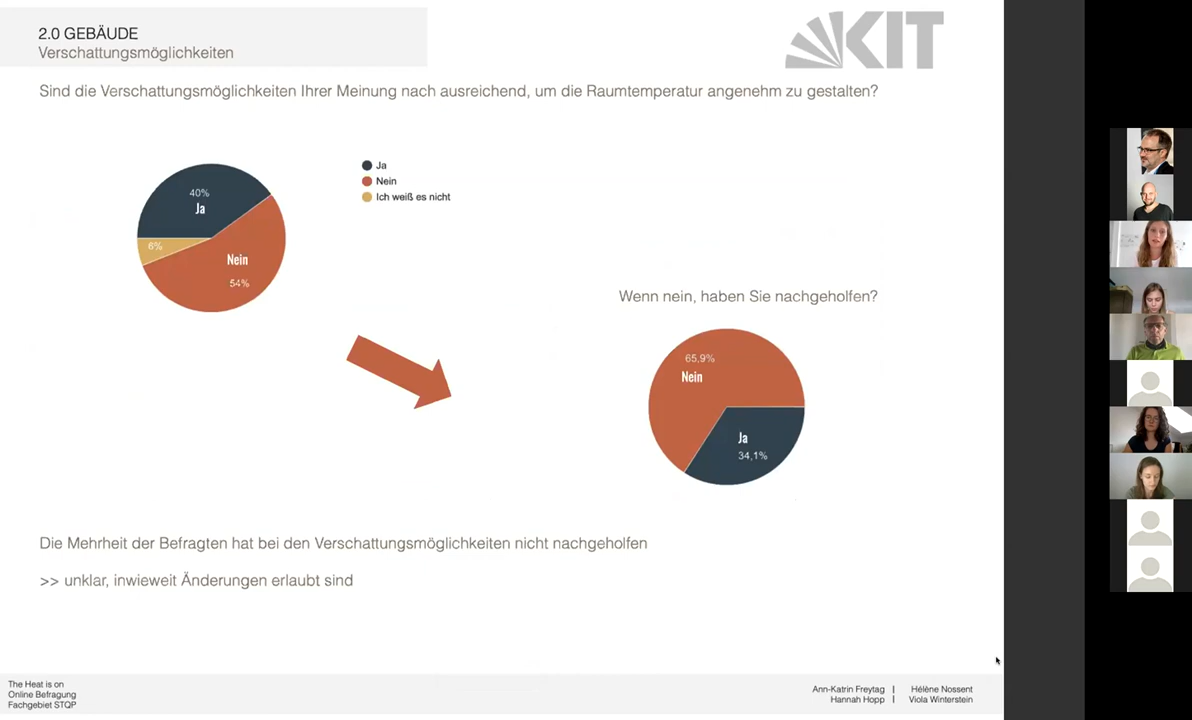 2.0 GEBÄUDE
Verschattungsmöglichkeiten
KIT
Sind die Verschattungsmöglichkeiten Ihrer Meinung nach ausreichend, um die Raumtemperatur angenehm zu gestalten?
40%
Ja
6%
Nein
54%
Ja
Nein
Ich weiß es nicht
Wenn nein, haben Sie nachgeholfen?
65,9%
Nein
Ja
34,1%
Die Mehrheit der Befragten hat bei den Verschattungsmöglichkeiten nicht nachgeholfen
>> unklar, inwieweit Änderungen erlaubt sind
The Heat is on
Online Befragung
Fachgebiet STQP
Ann-Katrin Freytag | Hélène Nossent
Hannah Hopp | Viola Winterstein